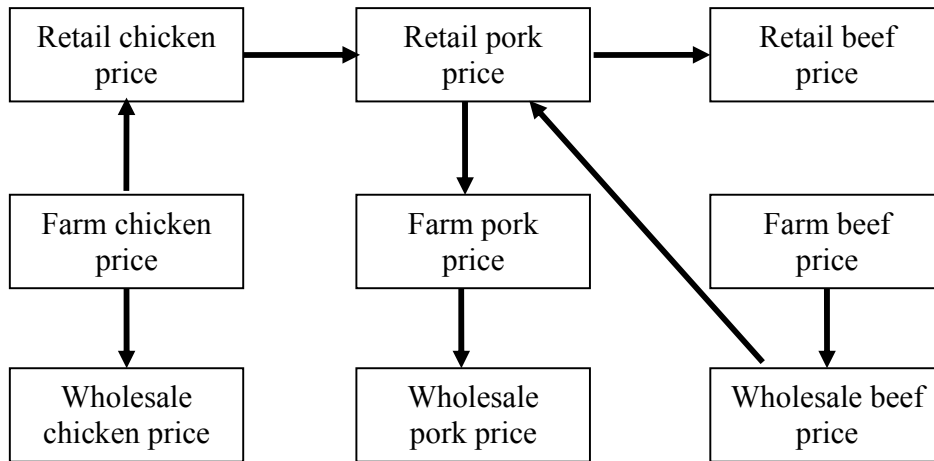 Retail chicken
price
Retail pork
price
Retail beef
price
Farm chicken
price
Farm pork
price
Farm beef
price
Wholesale
chicken price
Wholesale
pork price
Wholesale beef
price